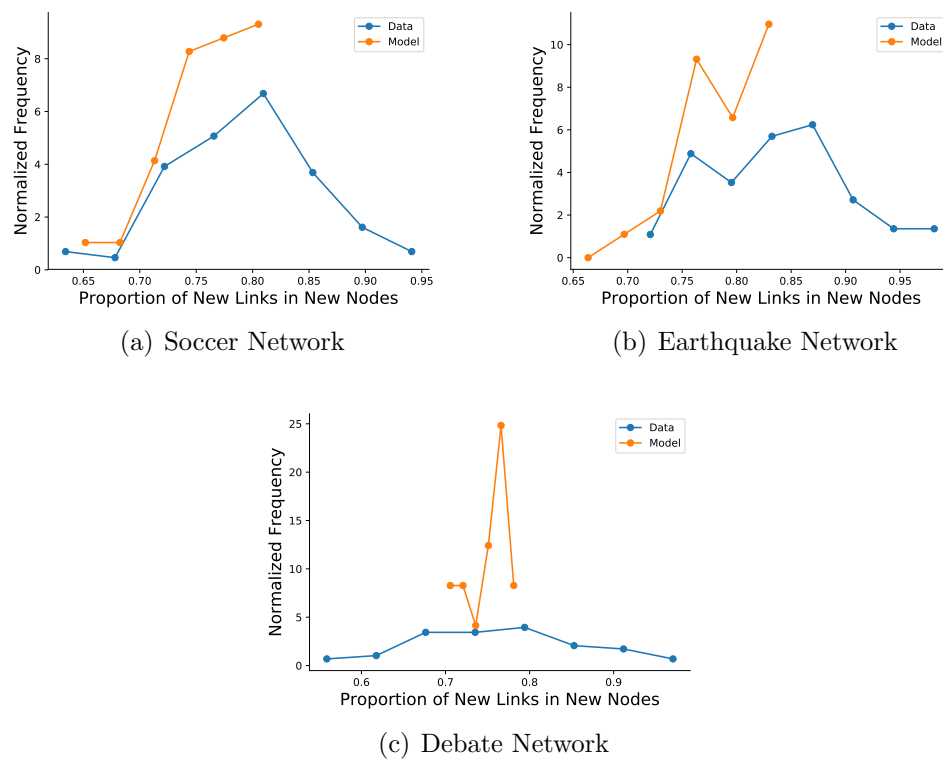 Normalized Frequency
8
6
4
2
0
Data
Model
0.65 0.70 0.75 0.80 0.85 0.90 0.95
Proportion of New Links in New Nodes
(a) Soccer Network
Normalized Frequency
10
8
6
4
2
0
Data
Model
0.65 0.70 0.75 0.80 0.85 0.90 0.95
Proportion of New Links in New Nodes
(b) Earthquake Network
Normalized Frequency
25
20
15
10
5
0
Data
Model
0.6 0.7 0.8 0.9
Proportion of New Links in New Nodes
(c) Debate Network